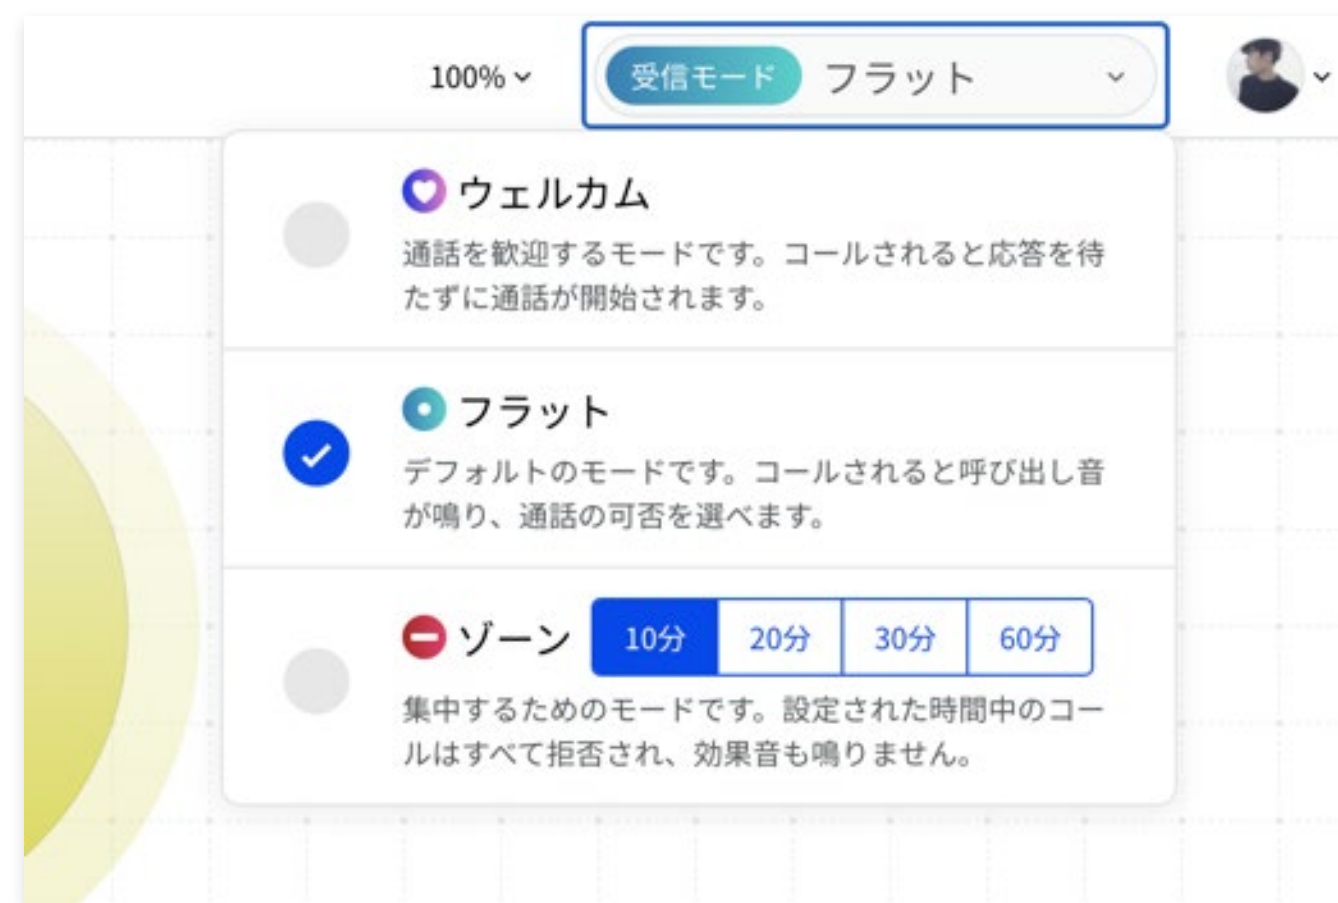 100%
受信モード フラット
ウェルカム
通話を歓迎するモードです。コールされると応答を待
たずに通話が開始されます。
フラット
デフォルトのモードです。コールされると呼び出し音
が鳴り、通話の可否を選べます。
ゾーン 10分 20分 30分 60分
集中するためのモードです。設定された時間中のコー
ルはすべて拒否され、効果音も鳴りません。